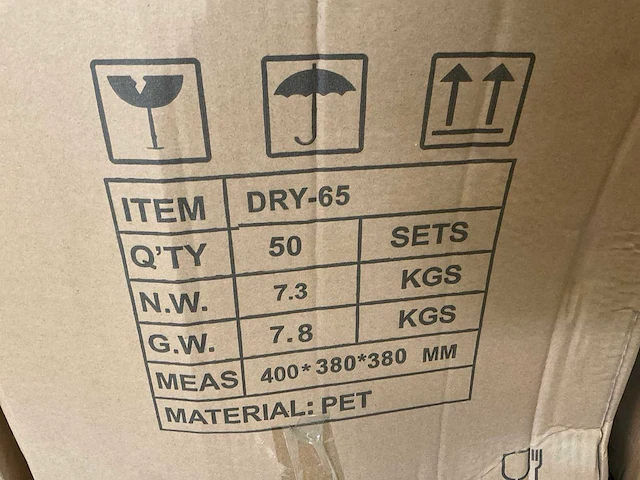 ITEM DRY-65
Q'TY 50 SETS
N.W. 7.3 KGS
G.W. 7.8 KGS
MEAS 400*380*380 MM
MATERIAL: PET